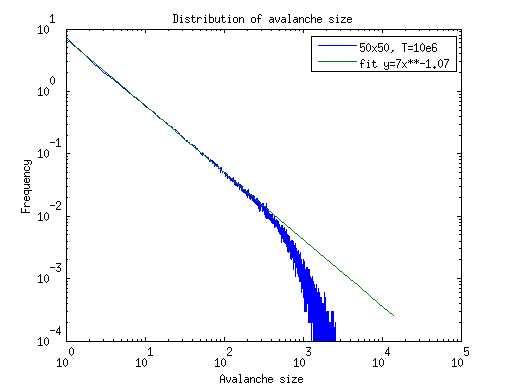 Distribution of avalanche size
50x50, T=10e6
fit y=7x**-1.07
Frequency
10^1
10^0
10^-1
10^-2
10^-3
10^-4
10^0 10^1 10^2 10^3 10^4 10^5
Avalanche size